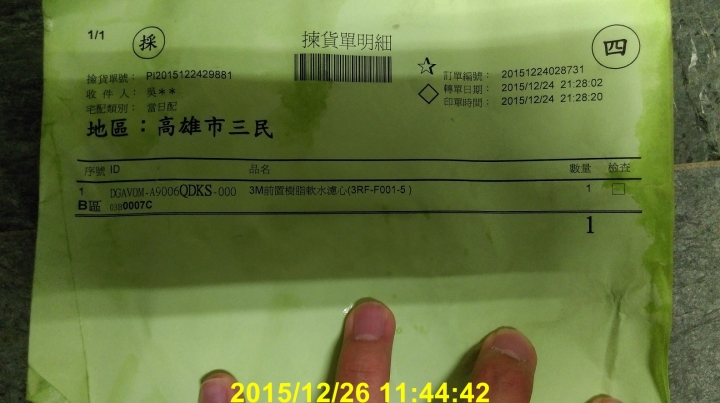 1/1
採
揀貨單明細
四
撿貨單號： PI2015122429881
收 件 人： 吳＊＊
宅配類別： 當日配
訂單編號： 20151224028731
轉單日期： 2015/12/24 21:28:02
印單時間： 2015/12/24 21:28:20
地區：高雄市三民
序號 ID 品名 數量 檢查
1 DGAV0M-A9006QDKS-000 3M前置樹脂軟水濾心(3RF-F001-5 ) 1
B區 03B0007C
1
2015/12/26 11:44:42